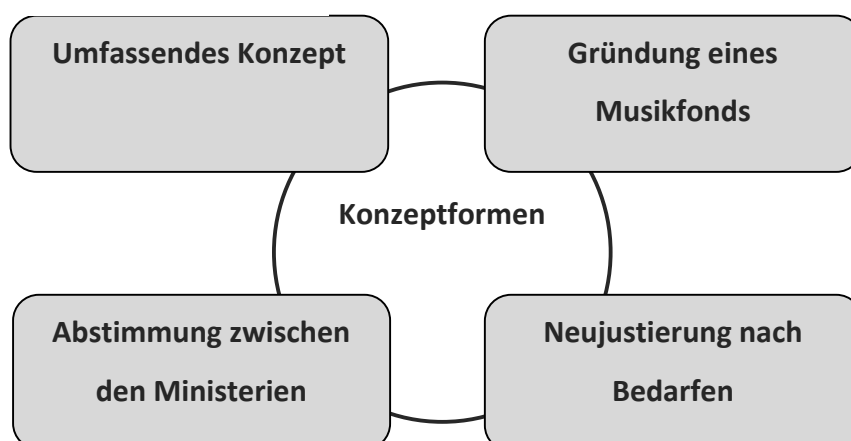 Umfassendes Konzept
Gründung eines
Musikfonds
Konzeptformen
Abstimmung zwischen
den Ministerien
Neujustierung nach
Bedarfen